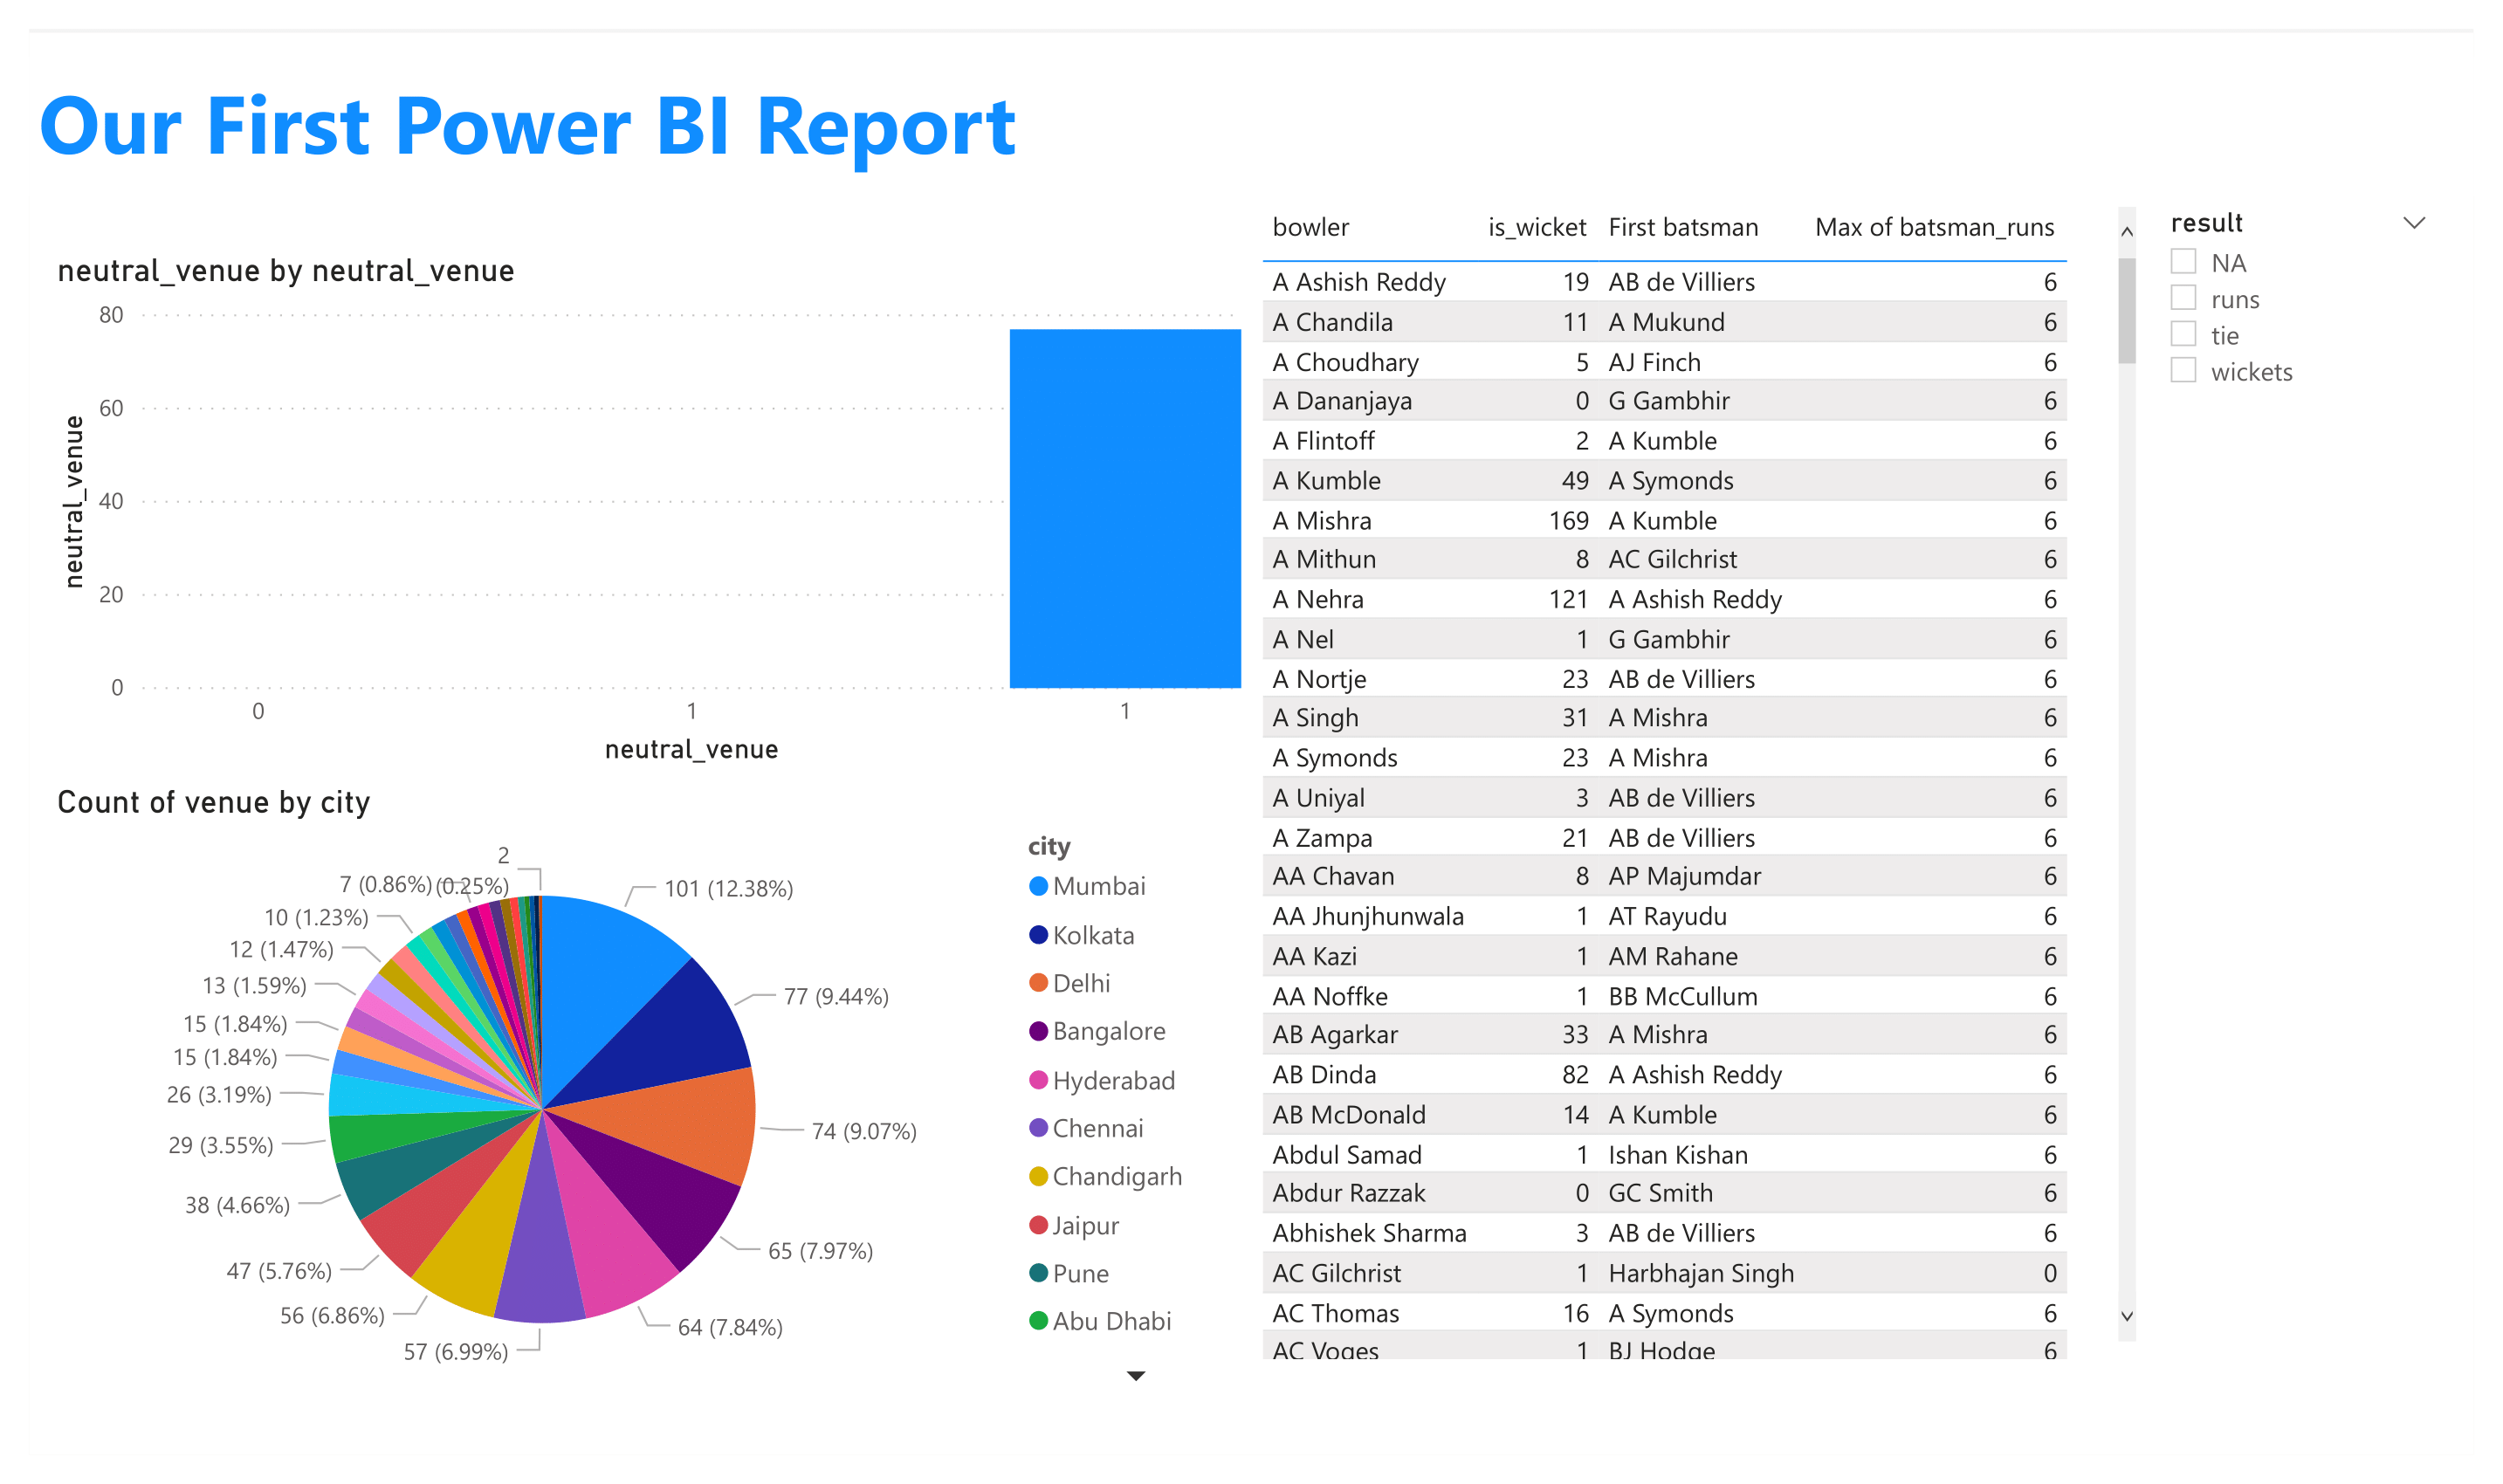 Our First Power BI Report
neutral_venue by neutral_venue
80
60
40
20
0
neutral_venue
0 1 1
neutral_venue
Count of venue by city
2
(0.25%)
7 (0.86%)
10 (1.23%)
12 (1.47%)
13 (1.59%)
15 (1.84%)
15 (1.84%)
26 (3.19%)
29 (3.55%)
38 (4.66%)
47 (5.76%)
56 (6.86%)
57 (6.99%)
64 (7.84%)
65 (7.97%)
74 (9.07%)
77 (9.44%)
101 (12.38%)
city
Mumbai
Kolkata
Delhi
Bangalore
Hyderabad
Chennai
Chandigarh
Jaipur
Pune
Abu Dhabi
bowler is_wicket First batsman Max of batsman_runs
A Ashish Reddy 19 AB de Villiers 6
A Chandila 11 A Mukund 6
A Choudhary 5 AJ Finch 6
A Dananjaya 0 G Gambhir 6
A Flintoff 2 A Kumble 6
A Kumble 49 A Symonds 6
A Mishra 169 A Kumble 6
A Mithun 8 AC Gilchrist 6
A Nehra 121 A Ashish Reddy 6
A Nel 1 G Gambhir 6
A Nortje 23 AB de Villiers 6
A Singh 31 A Mishra 6
A Symonds 23 A Mishra 6
A Uniyal 3 AB de Villiers 6
A Zampa 21 AB de Villiers 6
AA Chavan 8 AP Majumdar 6
AA Jhunjhunwala 1 AT Rayudu 6
AA Kazi 1 AM Rahane 6
AA Noffke 1 BB McCullum 6
AB Agarkar 33 A Mishra 6
AB Dinda 82 A Ashish Reddy 6
AB McDonald 14 A Kumble 6
Abdul Samad 1 Ishan Kishan 6
Abdur Razzak 0 GC Smith 6
Abhishek Sharma 3 AB de Villiers 6
AC Gilchrist 1 Harbhajan Singh 0
AC Thomas 16 A Symonds 6
AC Voges 1 BJ Hodge 6
result
NA
runs
tie
wickets